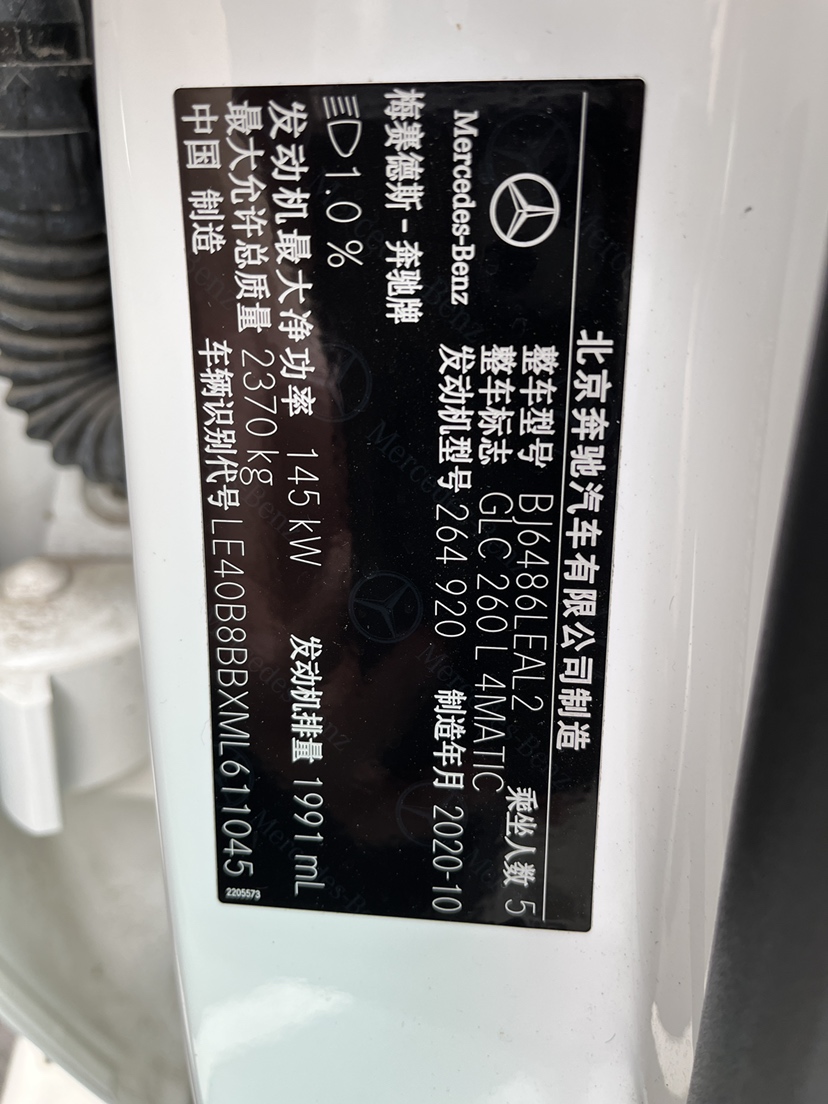 北京奔驰汽车有限公司制造
整车型号 BJ6486LEAL2 乘坐人数 5
整车标志 GLC 260 L 4MATIC
Mercedes-Benz 发动机型号 264 920 制造年月 2020-10
梅赛德斯-奔驰牌
1.0%
发动机最大净功率 145 kW 发动机排量 1991 mL
最大允许总质量 2370 kg
中国 制造 车辆识别代号 LE40B8BBXML611045
2205573